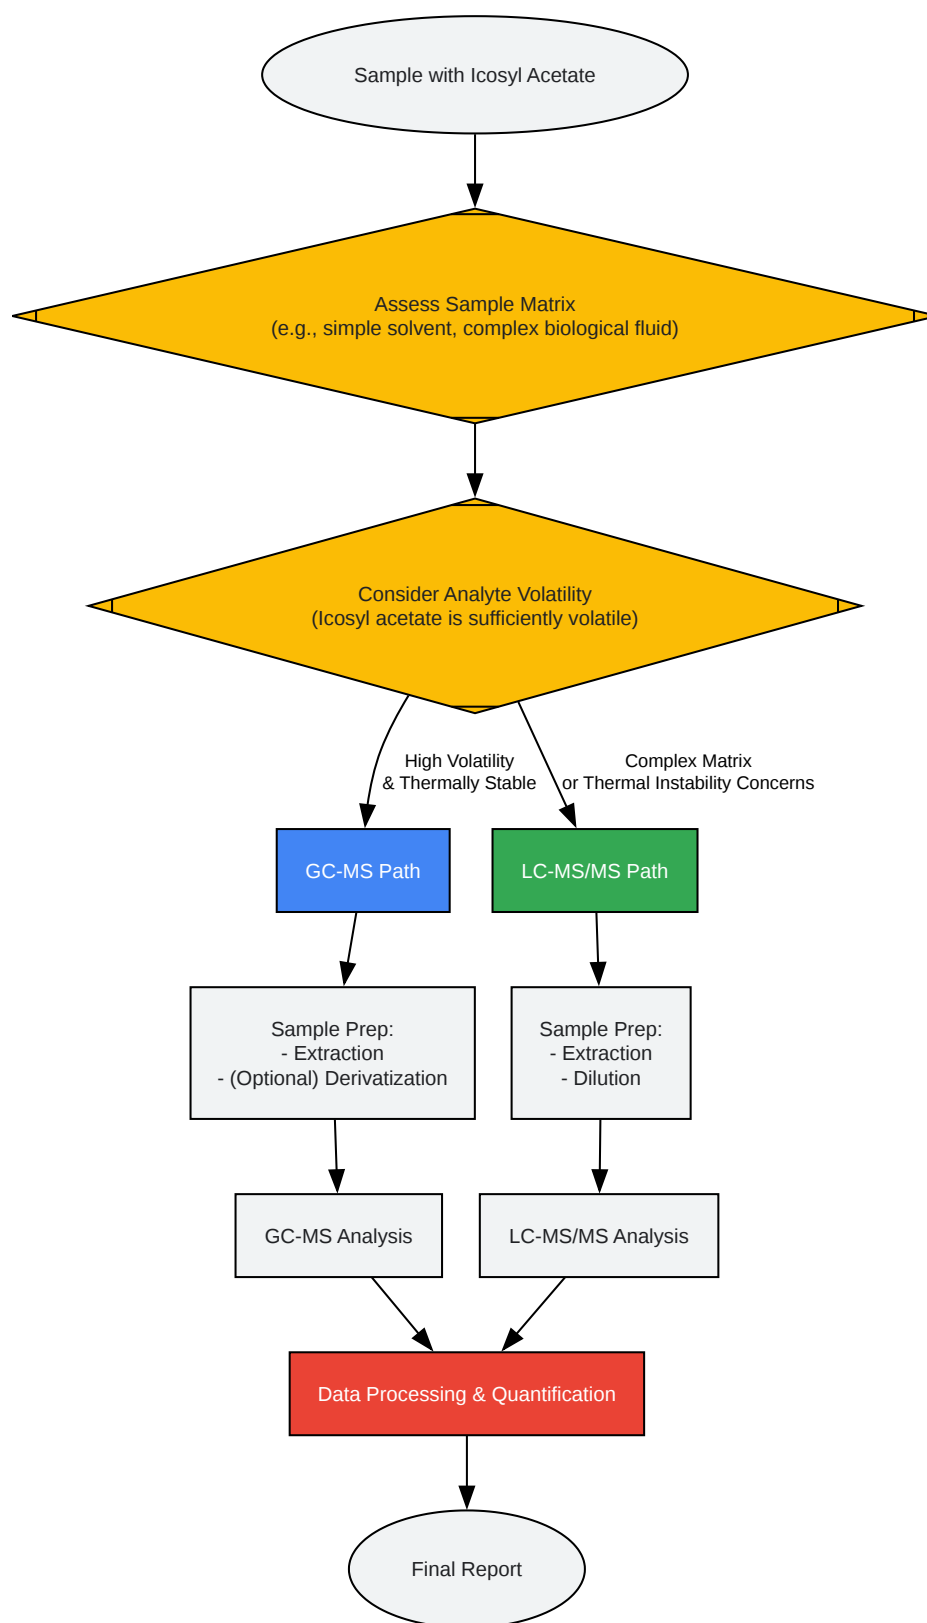 Sample with Icosyl Acetate
Assess Sample Matrix
(e.g., simple solvent, complex biological fluid)
Consider Analyte Volatility
(Icosyl acetate is sufficiently volatile)
High Volatility
& Thermally Stable
Complex Matrix
or Thermal Instability Concerns
GC-MS Path
LC-MS/MS Path
Sample Prep:
- Extraction
- (Optional) Derivatization
Sample Prep:
- Extraction
- Dilution
GC-MS Analysis
LC-MS/MS Analysis
Data Processing & Quantification
Final Report